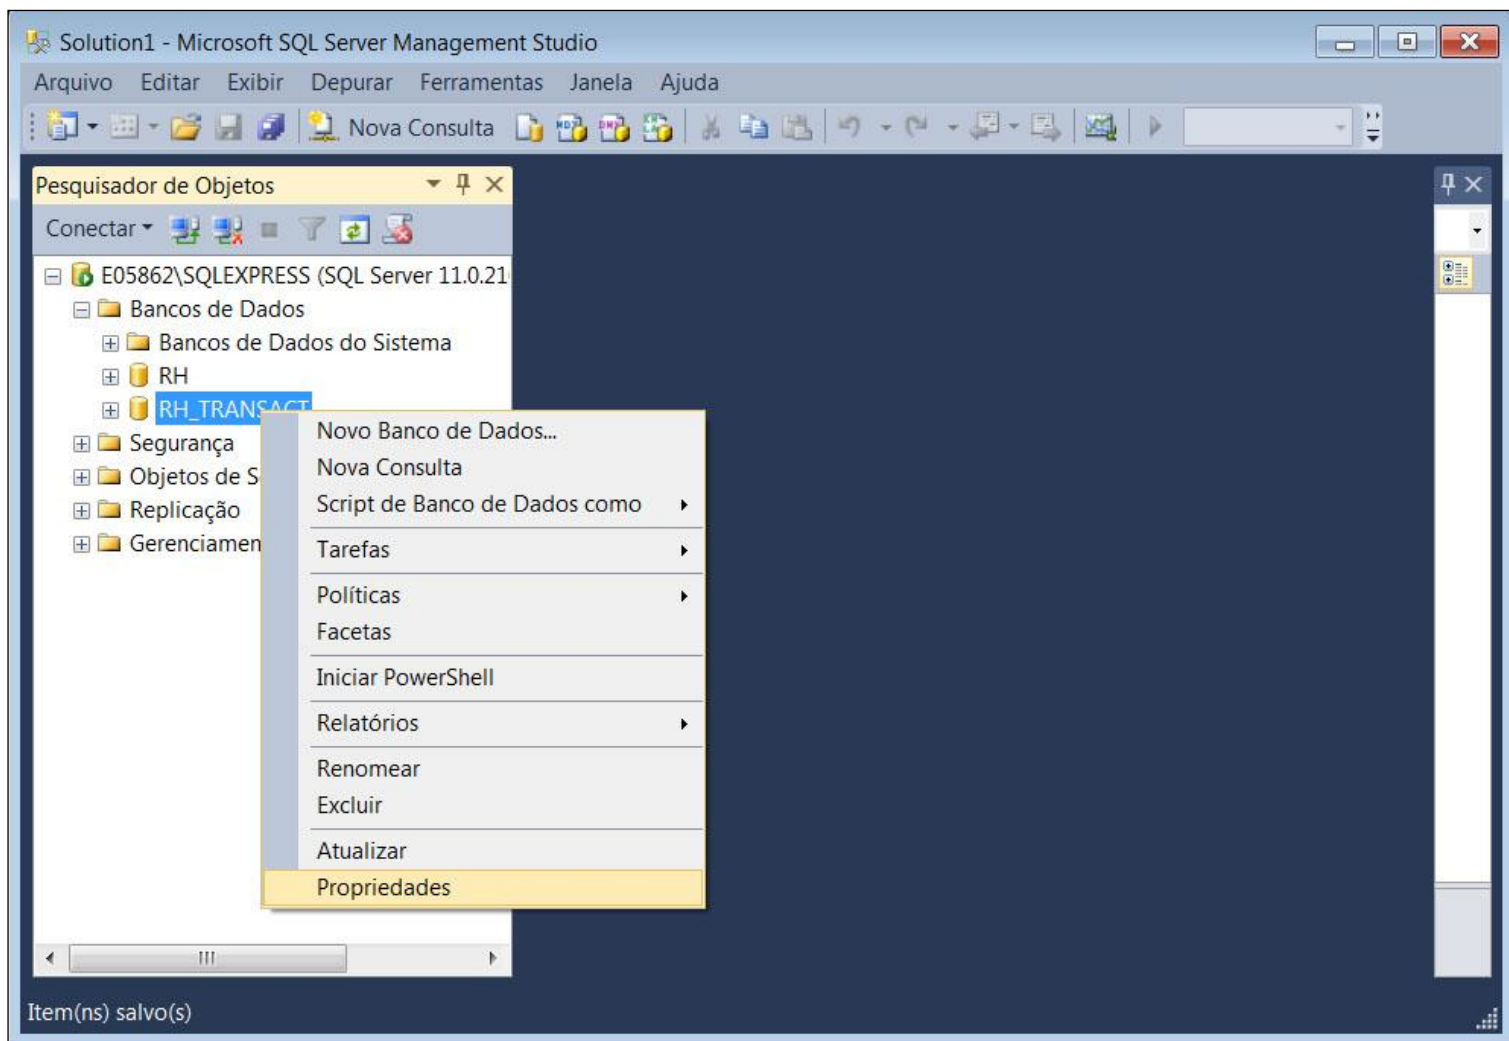 Solution1 - Microsoft SQL Server Management Studio
Arquivo Editar Exibir Depurar Ferramentas Janela Ajuda
Nova Consulta
Pesquisador de Objetos
Conectar
E05862\SQLEXPRESS (SQL Server 11.0.21
Bancos de Dados
Bancos de Dados do Sistema
RH
RH_TRANSACT
Segurança
Objetos de S
Replicação
Gerenciamen
Novo Banco de Dados...
Nova Consulta
Script de Banco de Dados como
Tarefas
Políticas
Facetas
Iniciar PowerShell
Relatórios
Renomear
Excluir
Atualizar
Propriedades
Item(ns) salvo(s)